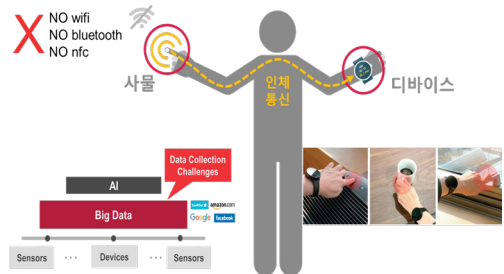 X NO wifi
NO bluetooth
NO nfc
사물
인체
통신
디바이스
Data Collection
Challenges
AI
Big Data
twitter
amazon.com
Google
facebook
Sensors ··· Devices ··· Sensors